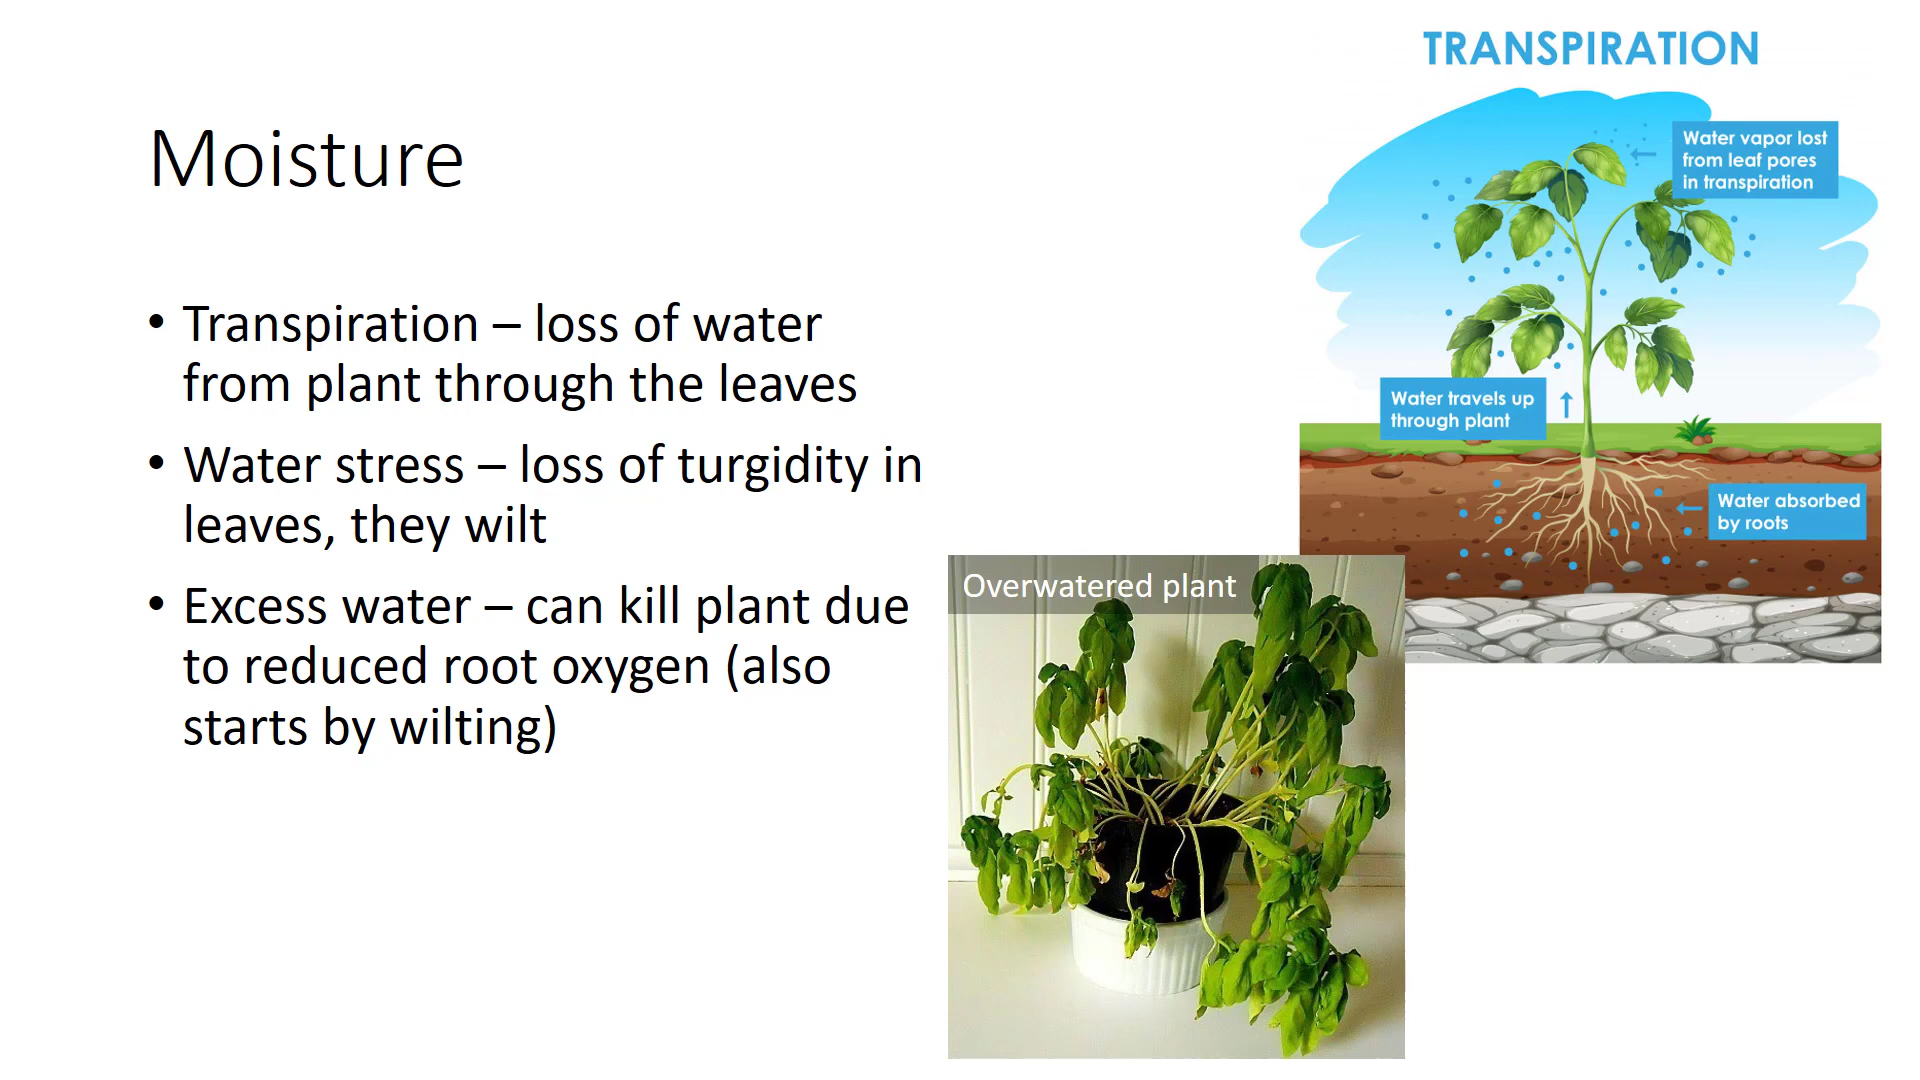 Moisture
• Transpiration – loss of water
from plant through the leaves
• Water stress – loss of turgidity in
leaves, they wilt
• Excess water – can kill plant due
to reduced root oxygen (also
starts by wilting)
TRANSPIRATION
Water vapor lost
from leaf pores
in transpiration
Water travels up
through plant
Water absorbed
by roots
Overwatered plant